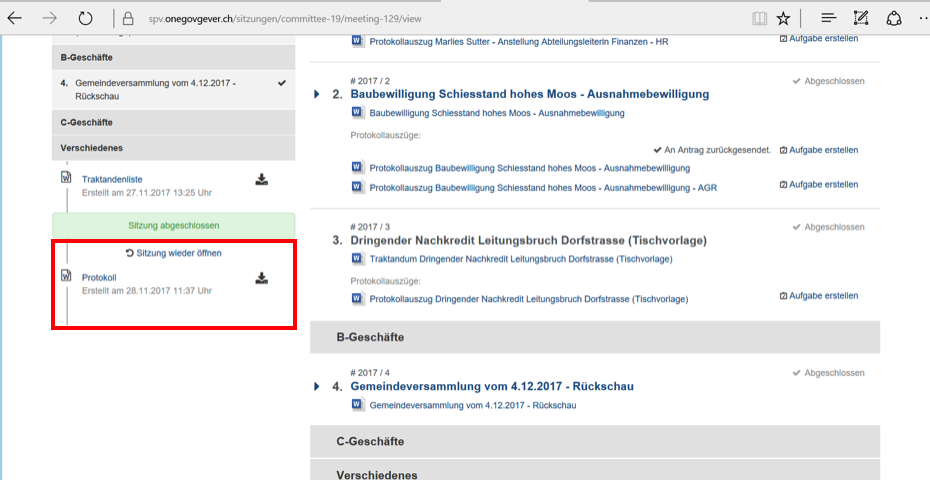 spv.onegovgever.ch/sitzungen/committee-19/meeting-129/view
B-Geschäfte
4. Gemeindeversammlung vom 4.12.2017 -
Rückschau
C-Geschäfte
Verschiedenes
Traktandenliste
Erstellt am 27.11.2017 13:25 Uhr
Sitzung abgeschlossen
Sitzung wieder öffnen
Protokoll
Erstellt am 28.11.2017 11:37 Uhr
Protokollauszug Marlies Sutter - Anstellung Abteilungsleiterin Finanzen - HR
Aufgabe erstellen
# 2017 / 2
Abgeschlossen
2. Baubewilligung Schiesstand hohes Moos - Ausnahmebewilligung
Baubewilligung Schiesstand hohes Moos - Ausnahmebewilligung
Protokollauszüge:
An Antrag zurückgesendet. Aufgabe erstellen
Protokollauszug Baubewilligung Schiesstand hohes Moos - Ausnahmebewilligung
Protokollauszug Baubewilligung Schiesstand hohes Moos - Ausnahmebewilligung - AGR
Aufgabe erstellen
# 2017 / 3
Abgeschlossen
3. Dringender Nachkredit Leitungsbruch Dorfstrasse (Tischvorlage)
Traktandum Dringender Nachkredit Leitungsbruch Dorfstrasse (Tischvorlage)
Protokollauszüge:
Protokollauszug Dringender Nachkredit Leitungsbruch Dorfstrasse (Tischvorlage)
Aufgabe erstellen
B-Geschäfte
# 2017 / 4
Abgeschlossen
4. Gemeindeversammlung vom 4.12.2017 - Rückschau
Gemeindeversammlung vom 4.12.2017 - Rückschau
C-Geschäfte
Verschiedenes